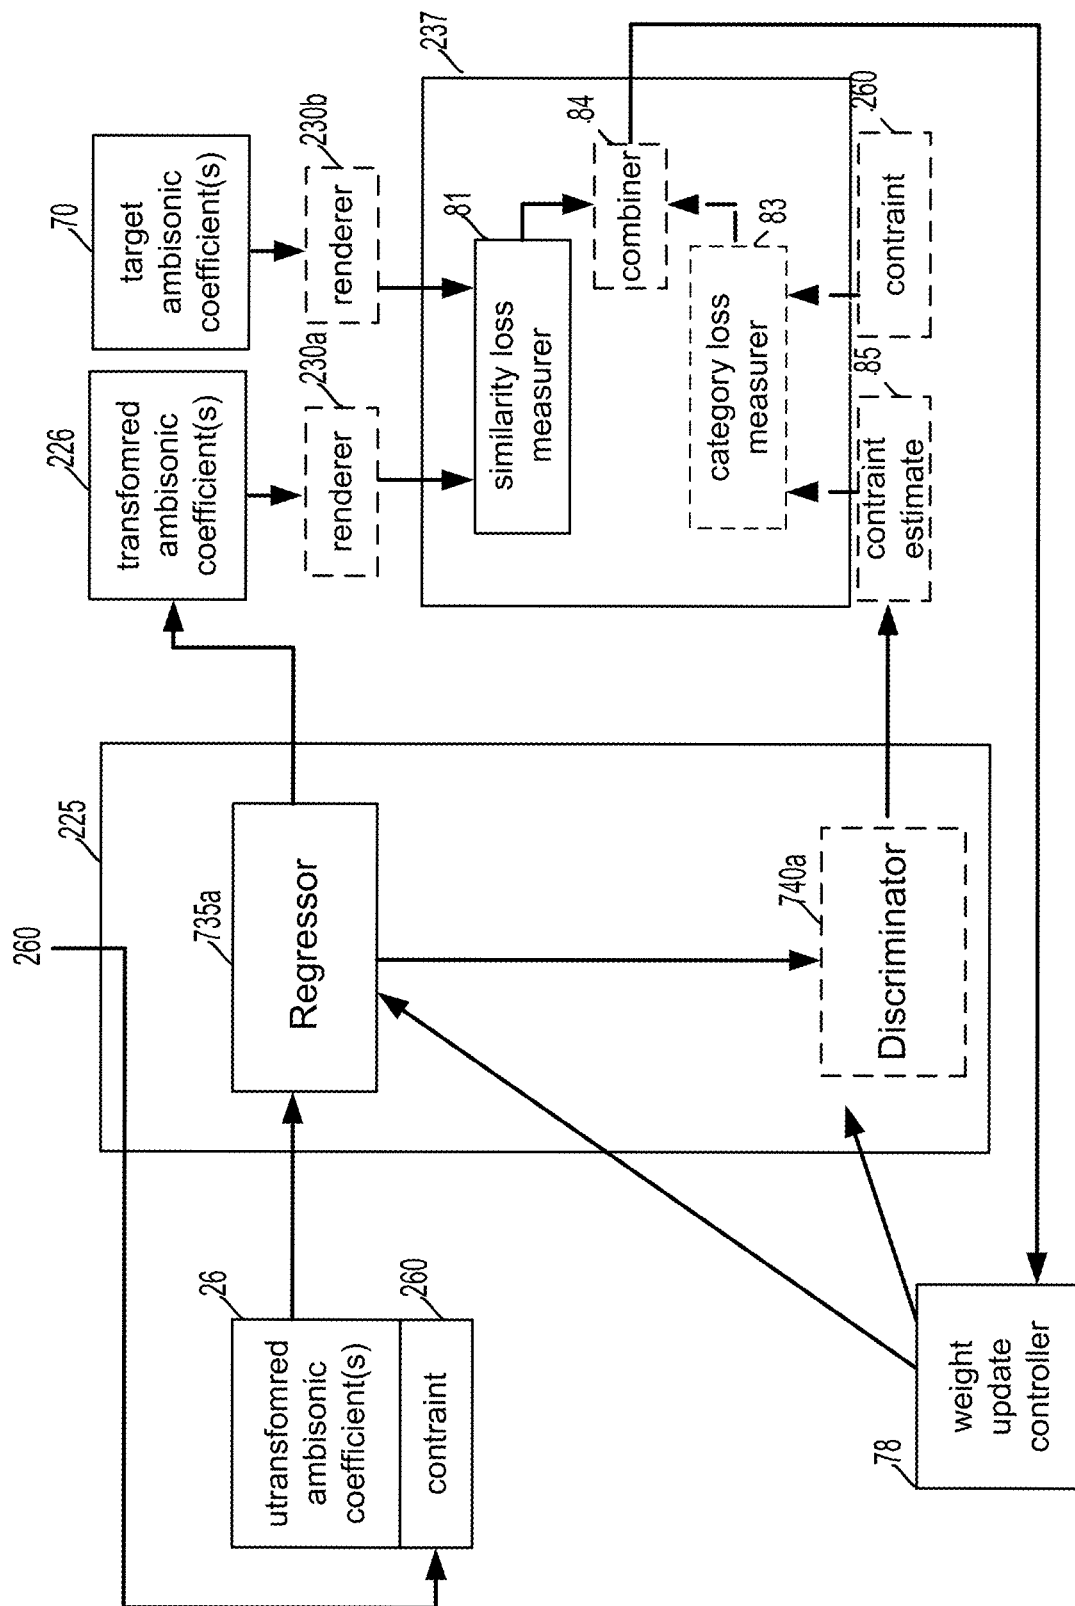 260
26
utransfomred
ambisonic
coefficient(s)
260
contraint
78
weight
update
controller
225
735a
Regressor
740a
Discriminator
226
transfomred
ambisonic
coefficient(s)
70
target
ambisonic
coefficient(s)
230a
renderer
230b
renderer
237
81
similarity loss
measurer
84
combiner
83
category loss
measurer
85
contraint
estimate
260
contraint